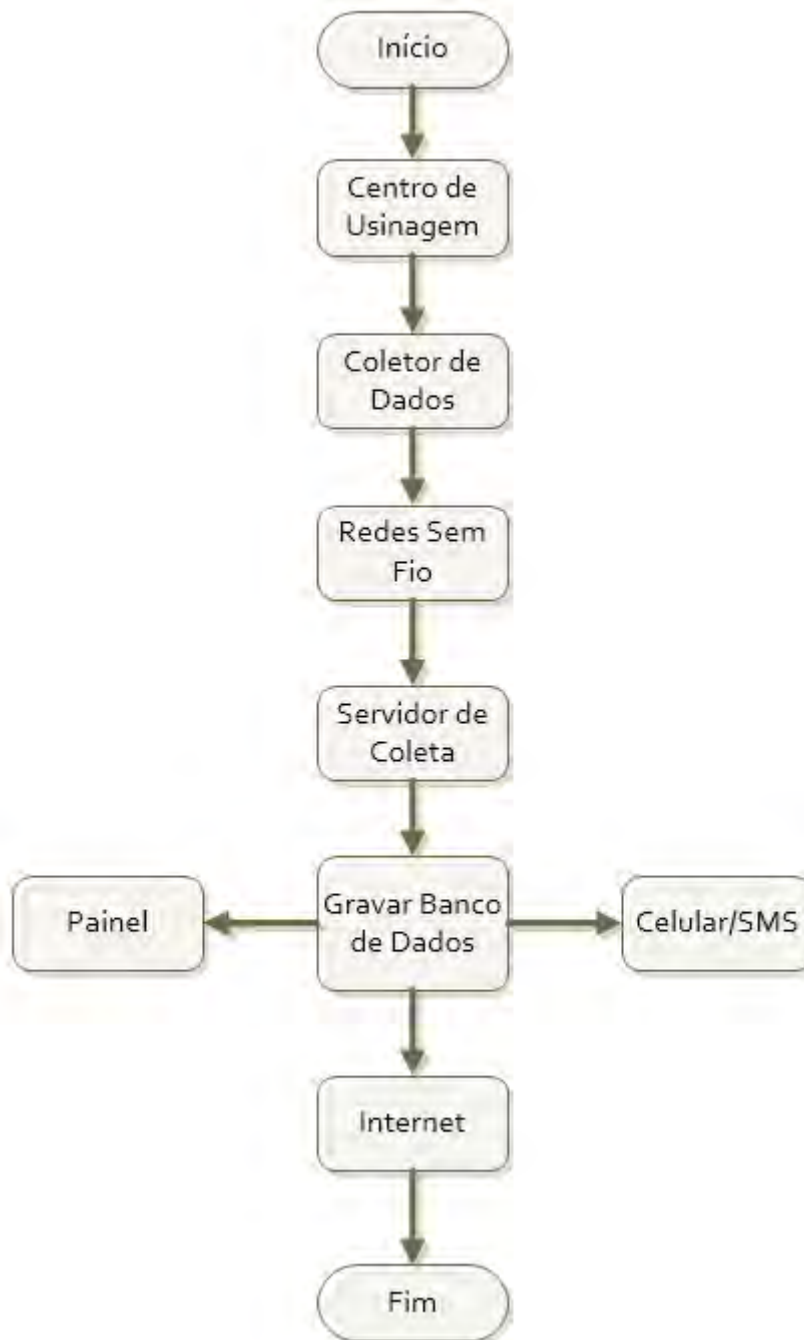 Início
Centro de
Usinagem
Coletor de
Dados
Redes Sem
Fio
Servidor de
Coleta
Painel
Gravar Banco
de Dados
Celular/SMS
Internet
Fim